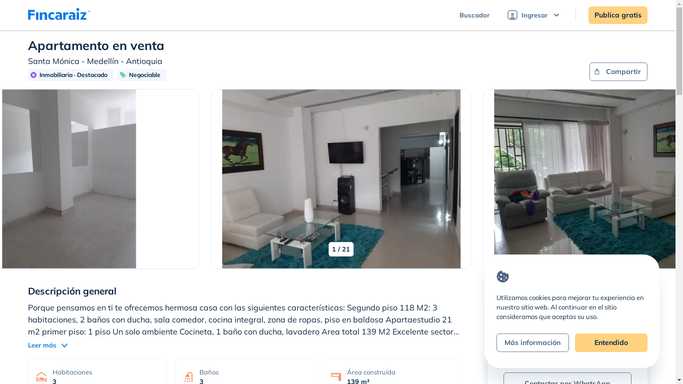 Fincaraiz
Buscador
Ingresar
Publica gratis
Apartamento en venta
Santa Mónica - Medellín - Antioquia
Inmobiliaria · Destacado
Negociable
Compartir
1 / 21
Descripción general
Porque pensamos en ti te ofrecemos hermosa casa con las siguientes características: Segundo piso 118 M2: 3
habitaciones, 2 baños con ducha, sala comedor, cocina integral, zona de ropas, piso en baldosa Apartaestudio 21
m2 primer piso: 1 piso Un solo ambiente Cocineta, 1 baño con ducha, lavadero Area total 139 M2 Excelente sector...
Leer más
Habitaciones
3
Baños
3
Área construida
139 m²
Utilizamos cookies para mejorar tu experiencia en
nuestro sitio web. Al continuar en el sitio
consideramos que aceptas su uso.
Más información
Entendido
Contactar por WhatsApp